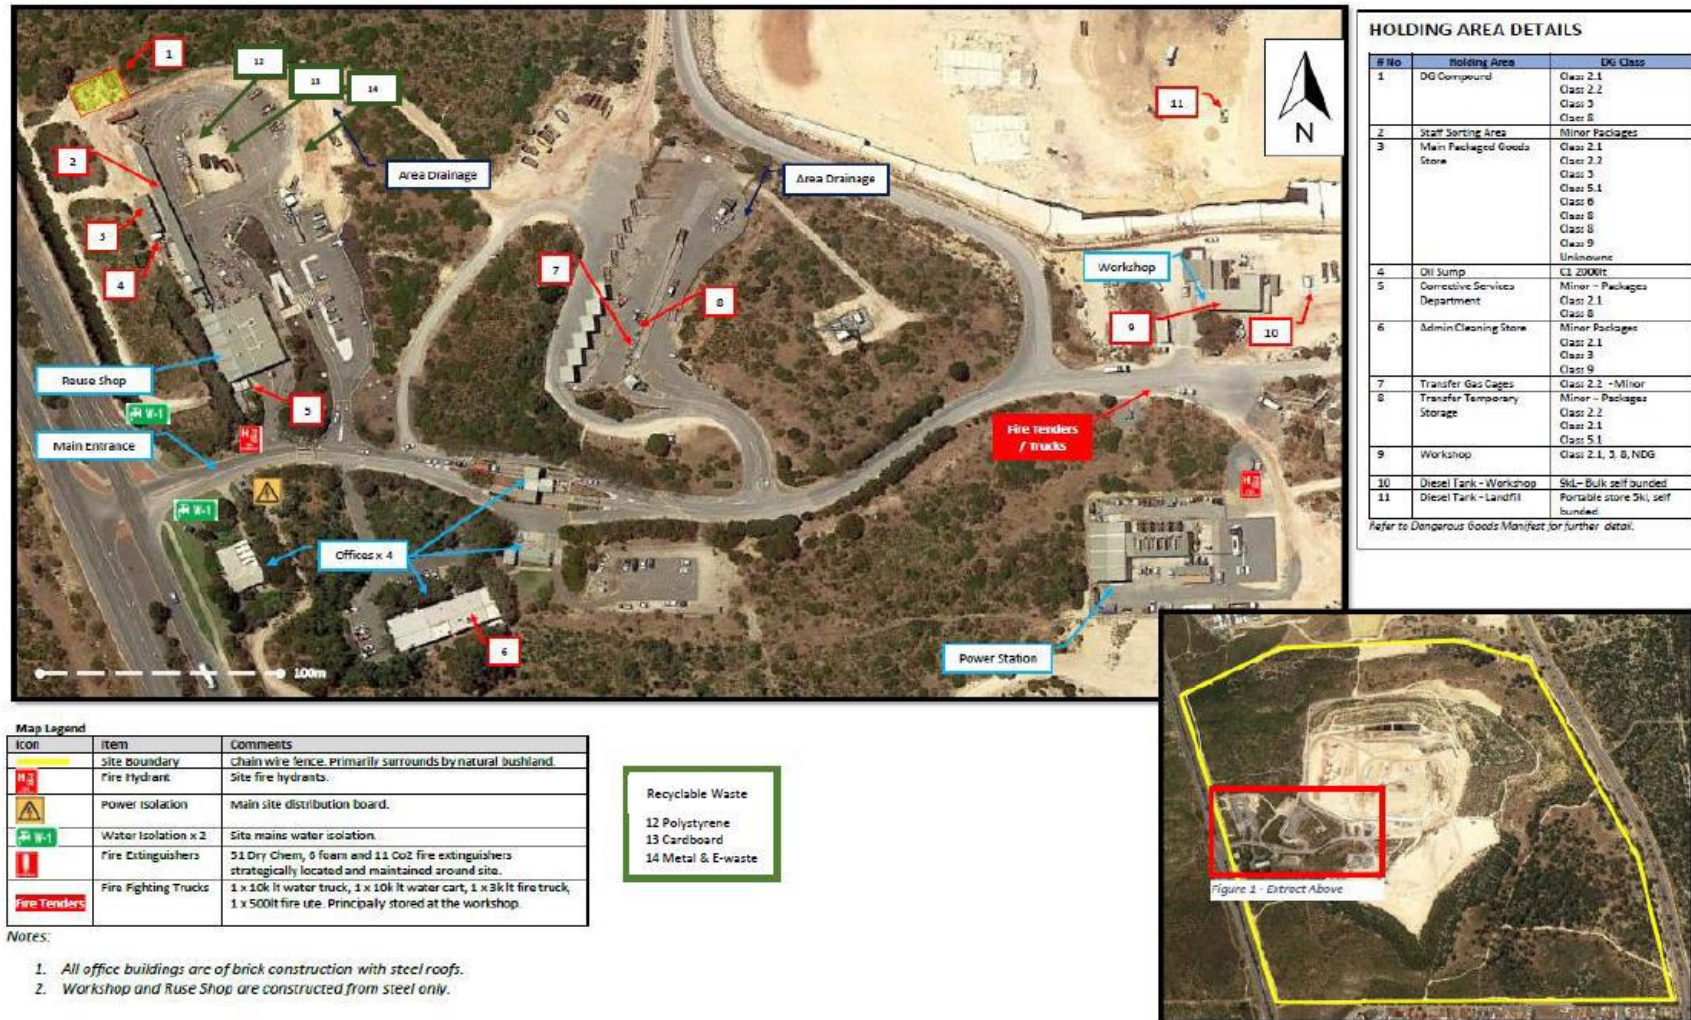 1
12
13
14
11
N
2
Area Drainage
Area Drainage
3
4
7
8
Workshop
9
10
Reuse Shop
5
W-1
Main Entrance
Fire Tenders
/ Trucks
W-1
Offices x 4
6
Power Station
100m
HOLDING AREA DETAILS
# No Holding Area DG Class
1 DG Compound Class 2.1
Class 2.2
Class 3
Class 8
2 Staff Sorting Area Minor Packages
3 Main Packaged Goods Class 2.1
Store Class 2.2
Class 3
Class 5.1
Class 6
Class 8
Class 8
Class 9
Unknowns
4 Oil Sump C1 2000lt
5 Corrective Services Minor – Packages
Department Class 2.1
Class 8
6 Admin Cleaning Store Minor Packages
Class 2.1
Class 3
Class 9
7 Transfer Gas Cages Class 2.2 - Minor
8 Transfer Temporary Minor – Packages
Storage Class 2.2
Class 2.1
Class 5.1
9 Workshop Class 2.1, 3, 8, NDG
10 Diesel Tank - Workshop 9kL– Bulk self bunded
11 Diesel Tank - Landfill Portable store 5kl, self
bunded.
Refer to Dangerous Goods Manifest for further detail.
Map Legend
Icon Item Comments
Site Boundary Chain wire fence. Primarily surrounds by natural bushland.
Fire Hydrant Site fire hydrants.
Power Isolation Main site distribution board.
W-1 Water Isolation x 2 Site mains water isolation.
Fire Extinguishers 51 Dry Chem, 6 foam and 11 Co2 fire extinguishers
strategically located and maintained around site.
Fire Tenders Fire Fighting Trucks 1 x 10k lt water truck, 1 x 10k lt water cart, 1 x 3k lt fire truck,
1 x 500lt fire ute. Principally stored at the workshop.
Recyclable Waste
12 Polystyrene
13 Cardboard
14 Metal & E-waste
Figure 1 - Extract Above
Notes:
1. All office buildings are of brick construction with steel roofs.
2. Workshop and Ruse Shop are constructed from steel only.